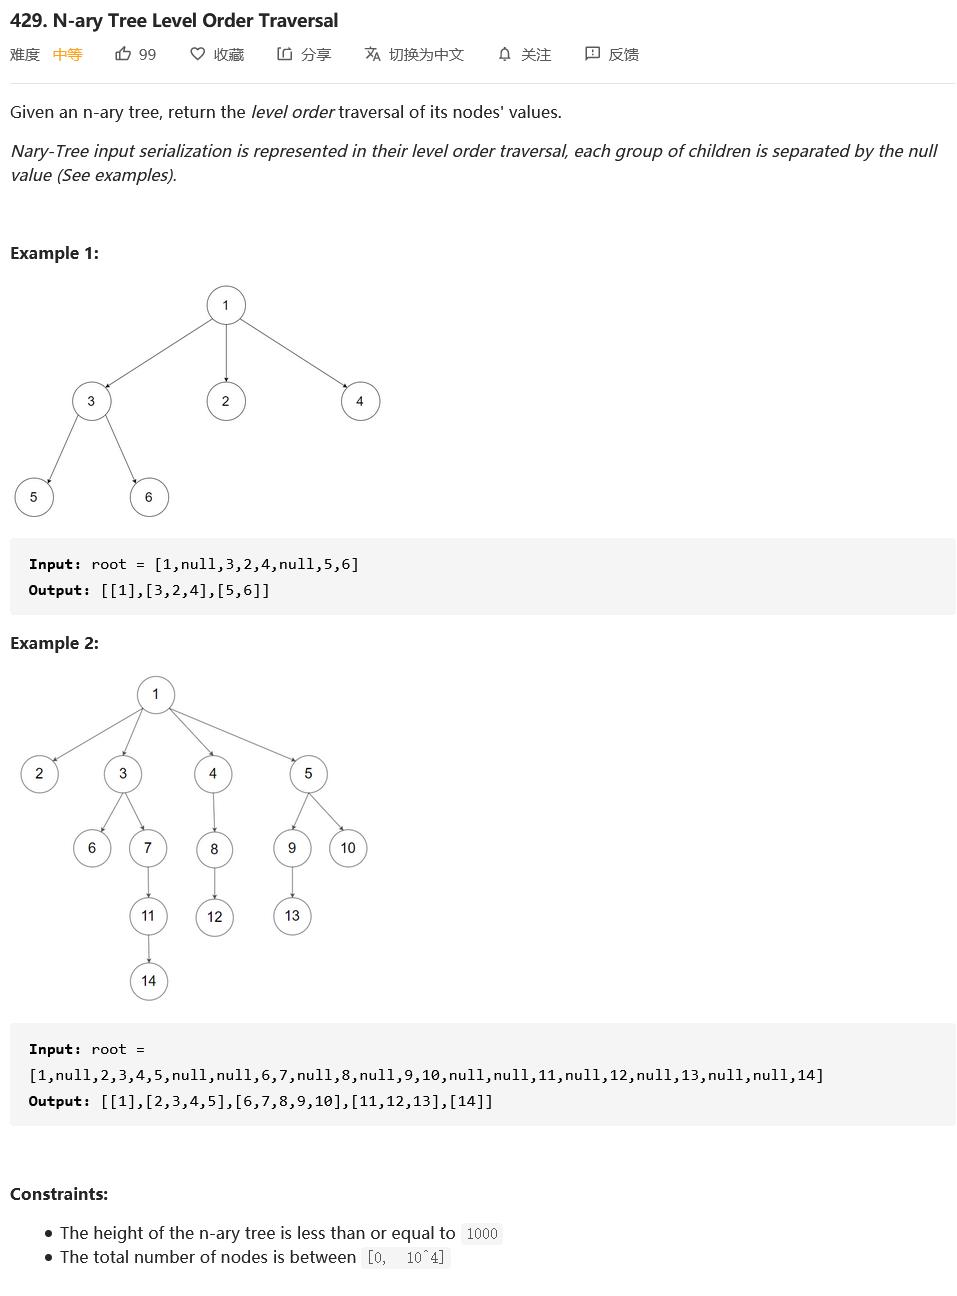 429. N-ary Tree Level Order Traversal
难度 中等 99 收藏 分享 切换为中文 关注 反馈
Given an n-ary tree, return the level order traversal of its nodes' values.
Nary-Tree input serialization is represented in their level order traversal, each group of children is separated by the null
value (See examples).
Example 1:
1
3 2 4
5 6
Input: root = [1,null,3,2,4,null,5,6]
Output: [[1],[3,2,4],[5,6]]
Example 2:
1
2 3 4 5
6 7 8 9 10
11 12 13
14
Input: root =
[1,null,2,3,4,5,null,null,6,7,null,8,null,9,10,null,null,11,null,12,null,13,null,null,14]
Output: [[1],[2,3,4,5],[6,7,8,9,10],[11,12,13],[14]]
Constraints:
• The height of the n-ary tree is less than or equal to 1000
• The total number of nodes is between [0, 10^4]